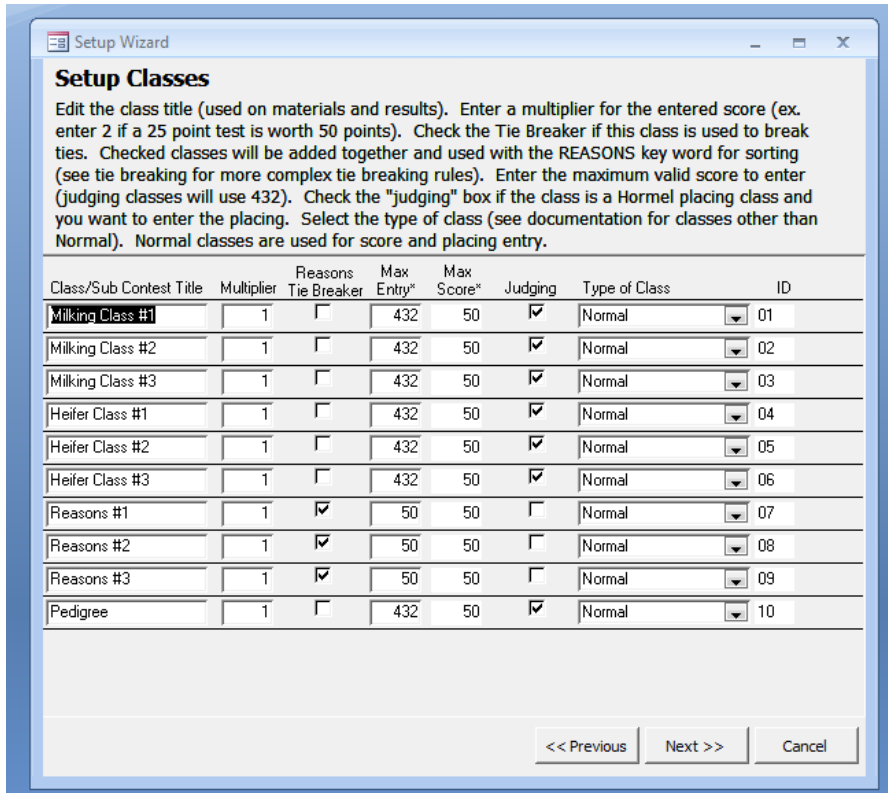 Setup Wizard
Setup Classes
Edit the class title (used on materials and results). Enter a multiplier for the entered score (ex.
enter 2 if a 25 point test is worth 50 points). Check the Tie Breaker if this class is used to break
ties. Checked classes will be added together and used with the REASONS key word for sorting
(see tie breaking for more complex tie breaking rules). Enter the maximum valid score to enter
(judging classes will use 432). Check the "judging" box if the class is a Hormel placing class and
you want to enter the placing. Select the type of class (see documentation for classes other than
Normal). Normal classes are used for score and placing entry.
Reasons Max Max
Class/Sub Contest Title Multiplier Tie Breaker Entry* Score* Judging Type of Class ID
Milking Class #1 1 432 50 Normal 01
Milking Class #2 1 432 50 Normal 02
Milking Class #3 1 432 50 Normal 03
Heifer Class #1 1 432 50 Normal 04
Heifer Class #2 1 432 50 Normal 05
Heifer Class #3 1 432 50 Normal 06
Reasons #1 1 50 50 Normal 07
Reasons #2 1 50 50 Normal 08
Reasons #3 1 50 50 Normal 09
Pedigree 1 432 50 Normal 10
<< Previous Next >> Cancel